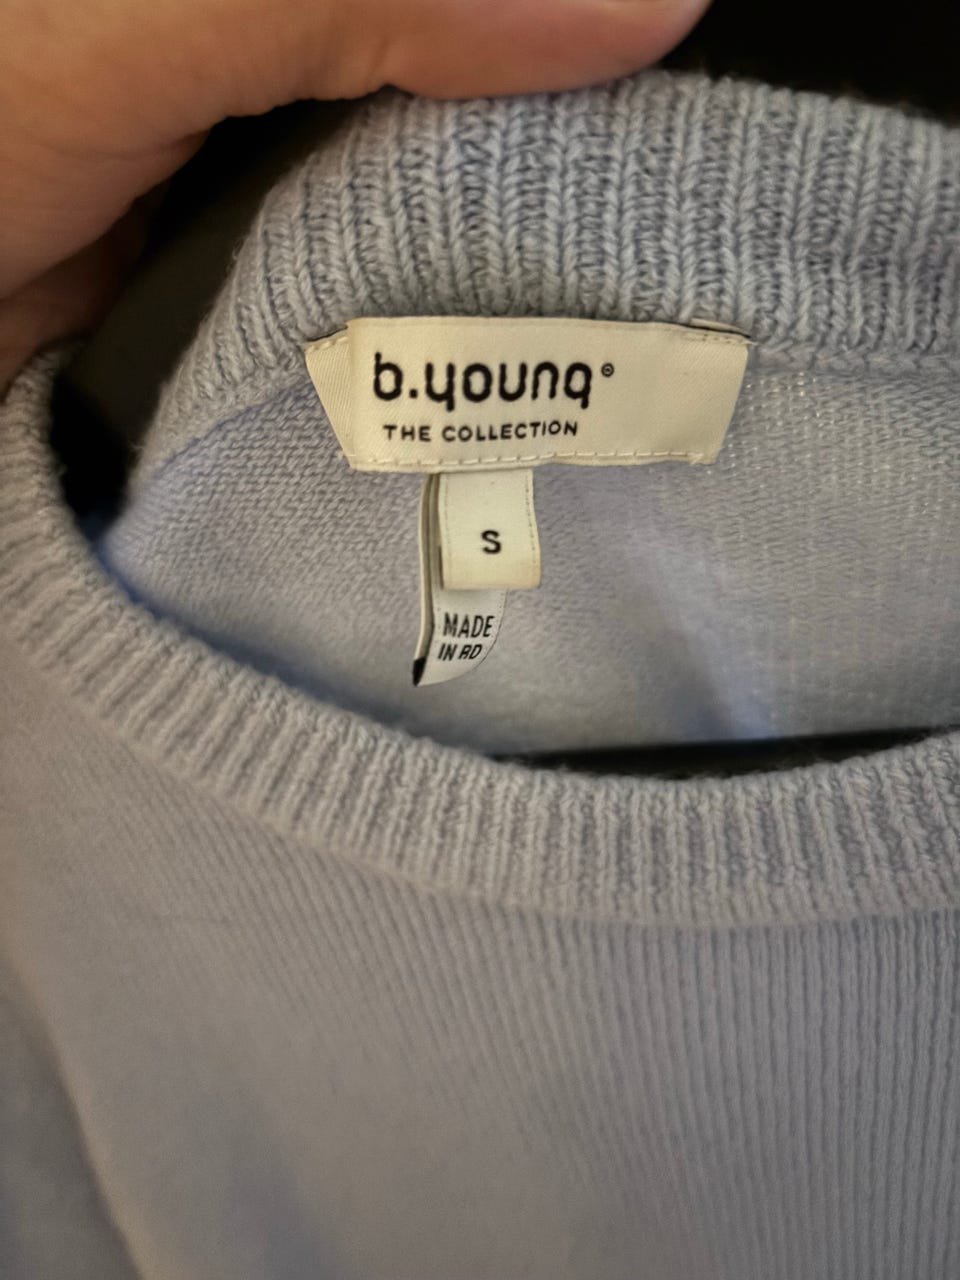 b.young®
THE COLLECTION
S
MADE
IN BD